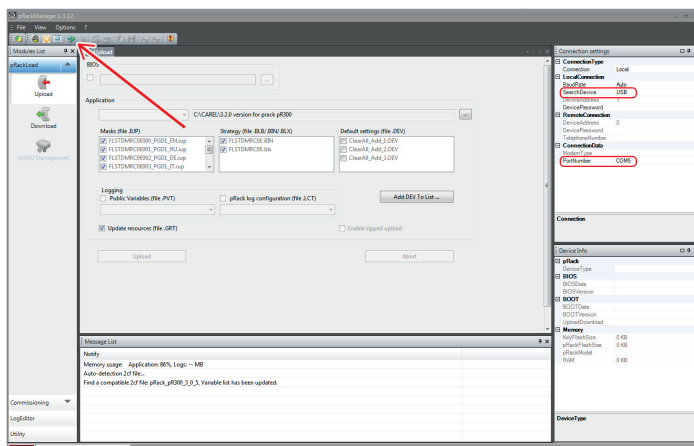 pRackManager 1.3.12
File View Options ?
Modules List
pRackLoad
Upload
Download
NAND Management
Commissioning
LogEditor
Utility
Upload
BIOS
...
Application
C:\CAREL\3.2.0 version for prack pR300
...
Masks (file .IUP)
FLSTDMRC0E000_PGD1_EN.iup
FLSTDMRC0E001_PGD1_RU.iup
FLSTDMRC0E002_PGD1_DE.iup
FLSTDMRC0E003_PGD1_IT.iup
Strategy (file .BLB/ .BIN/ .BLX)
FLSTDMRC0E.BIN
FLSTDMRC0E.blx
Default settings (file .DEV)
ClearAll_Add_1.DEV
ClearAll_Add_2.DEV
ClearAll_Add_3.DEV
Logging
Public Variables (file .PVT)
pRack log configuration (file .LCT)
Add DEV To List ...
Update resources (file .GRT)
Enable zipped upload
Upload
Abort
Message List
Notify
Memory usage: Application: 86%, Logs: -- MB
Auto-detection 2cf file...
Find a compatible 2cf file: pRack_pR300_3_0_5, Variable list has been updated.
Connection settings
ConnectionType
Connection Local
LocalConnection
BaudRate Auto
SearchDevice USB
DeviceAddress 1
DevicePassword
RemoteConnection
DeviceAddress 0
DevicePassword
TelephoneNumber
ConnectionData
ModemType
PortNumber COM5
Connection
Device Info
pRack
DeviceType
BIOS
BIOSDate
BIOSVersion
BOOT
BOOTDate
BOOTVersion
UploadDownload
Memory
KeyFlashSize 0 KB
pRackFlashSize 0 KB
pRackModel
RAM 0 KB
DeviceType